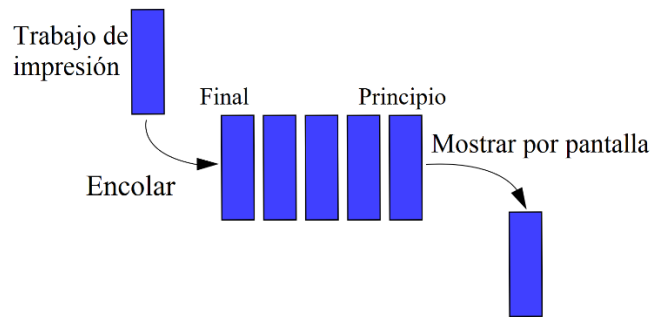 Trabajo de
impresión
Final
Principio
Mostrar por pantalla
Encolar